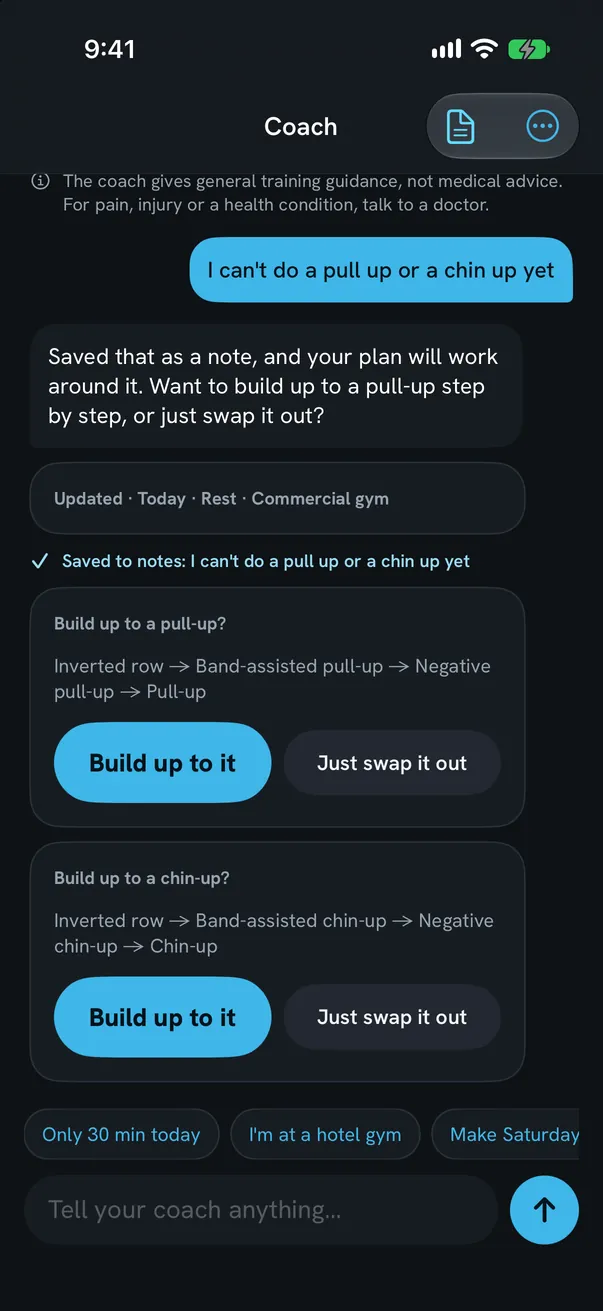 9:41
Coach
The coach gives general training guidance, not medical advice.
For pain, injury or a health condition, talk to a doctor.
I can't do a pull up or a chin up yet
Saved that as a note, and your plan will work
around it. Want to build up to a pull-up step
by step, or just swap it out?
Updated · Today · Rest · Commercial gym
Saved to notes: I can't do a pull up or a chin up yet
Build up to a pull-up?
Inverted row → Band-assisted pull-up → Negative
pull-up → Pull-up
Build up to it
Just swap it out
Build up to a chin-up?
Inverted row → Band-assisted chin-up → Negative
chin-up → Chin-up
Build up to it
Just swap it out
Only 30 min today
I'm at a hotel gym
Make Saturday
Tell your coach anything...